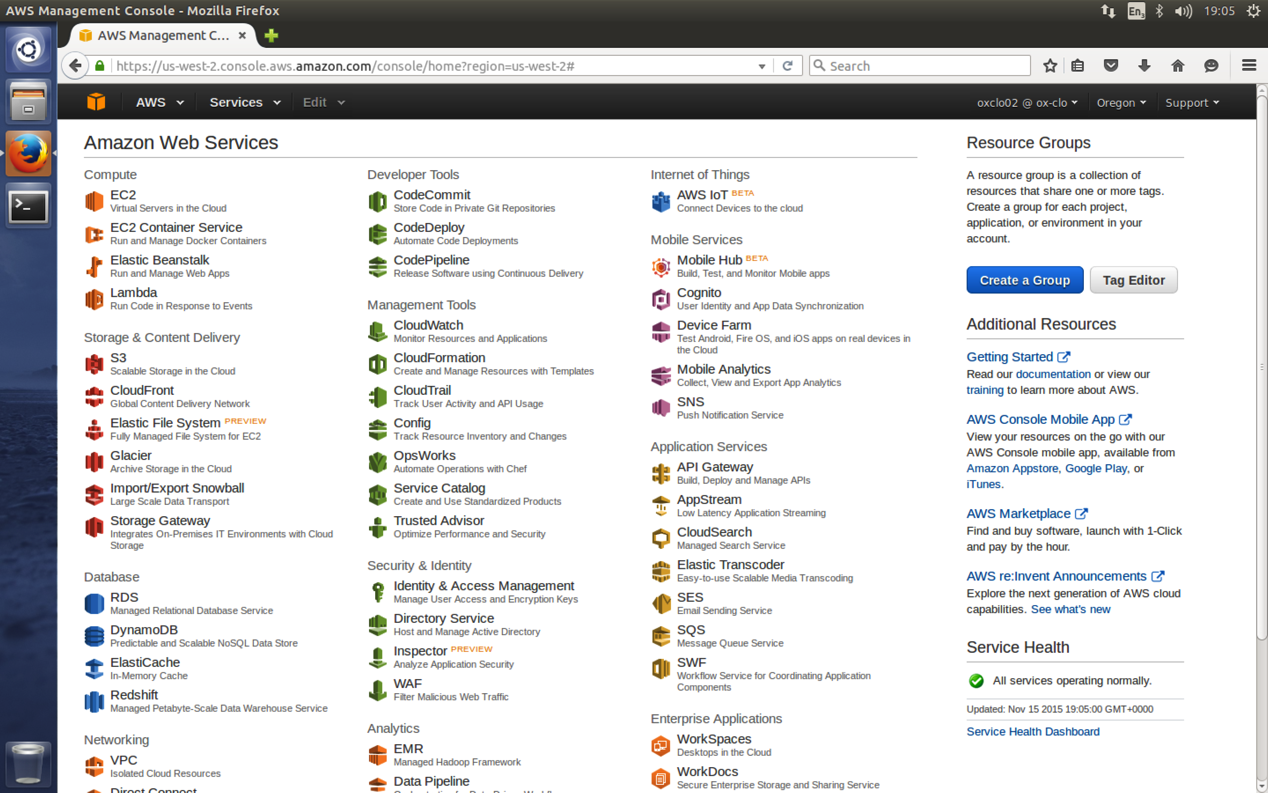 AWS Management Console - Mozilla Firefox
En1
19:05
AWS Management C...
https://us-west-2.console.aws.amazon.com/console/home?region=us-west-2#
Search
AWS
Services
Edit
oxclo02 @ ox-clo
Oregon
Support
Amazon Web Services
Compute
EC2
Virtual Servers in the Cloud
EC2 Container Service
Run and Manage Docker Containers
Elastic Beanstalk
Run and Manage Web Apps
Lambda
Run Code in Response to Events
Storage & Content Delivery
S3
Scalable Storage in the Cloud
CloudFront
Global Content Delivery Network
Elastic File System PREVIEW
Fully Managed File System for EC2
Glacier
Archive Storage in the Cloud
Import/Export Snowball
Large Scale Data Transport
Storage Gateway
Integrates On-Premises IT Environments with Cloud
Storage
Database
RDS
Managed Relational Database Service
DynamoDB
Predictable and Scalable NoSQL Data Store
ElastiCache
In-Memory Cache
Redshift
Managed Petabyte-Scale Data Warehouse Service
Networking
VPC
Isolated Cloud Resources
Direct Connect
Developer Tools
CodeCommit
Store Code in Private Git Repositories
CodeDeploy
Automate Code Deployments
CodePipeline
Release Software using Continuous Delivery
Management Tools
CloudWatch
Monitor Resources and Applications
CloudFormation
Create and Manage Resources with Templates
CloudTrail
Track User Activity and API Usage
Config
Track Resource Inventory and Changes
OpsWorks
Automate Operations with Chef
Service Catalog
Create and Use Standardized Products
Trusted Advisor
Optimize Performance and Security
Security & Identity
Identity & Access Management
Manage User Access and Encryption Keys
Directory Service
Host and Manage Active Directory
Inspector PREVIEW
Analyze Application Security
WAF
Filter Malicious Web Traffic
Analytics
EMR
Managed Hadoop Framework
Data Pipeline
Internet of Things
AWS IoT BETA
Connect Devices to the cloud
Mobile Services
Mobile Hub BETA
Build, Test, and Monitor Mobile apps
Cognito
User Identity and App Data Synchronization
Device Farm
Test Android, Fire OS, and iOS apps on real devices in
the Cloud
Mobile Analytics
Collect, View and Export App Analytics
SNS
Push Notification Service
Application Services
API Gateway
Build, Deploy and Manage APIs
AppStream
Low Latency Application Streaming
CloudSearch
Managed Search Service
Elastic Transcoder
Easy-to-use Scalable Media Transcoding
SES
Email Sending Service
SQS
Message Queue Service
SWF
Workflow Service for Coordinating Application
Components
Enterprise Applications
WorkSpaces
Desktops in the Cloud
WorkDocs
Secure Enterprise Storage and Sharing Service
Resource Groups
A resource group is a collection of
resources that share one or more tags.
Create a group for each project,
application, or environment in your
account.
Create a Group
Tag Editor
Additional Resources
Getting Started
Read our documentation or view our
training to learn more about AWS.
AWS Console Mobile App
View your resources on the go with our
AWS Console mobile app, available from
Amazon Appstore, Google Play, or
iTunes.
AWS Marketplace
Find and buy software, launch with 1-Click
and pay by the hour.
AWS re:Invent Announcements
Explore the next generation of AWS cloud
capabilities. See what's new
Service Health
All services operating normally.
Updated: Nov 15 2015 19:05:00 GMT+0000
Service Health Dashboard